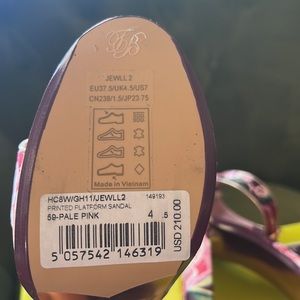 TB
JEWLL 2
EU37.5/UK4.5/US7
CN238/1.5/JP23.75
Made in Vietnam
HC8W/GH11/JEWLL2
149193
PRINTED PLATFORM SANDAL
59-PALE PINK
4 .5
USD 210.00
5 057542 146319